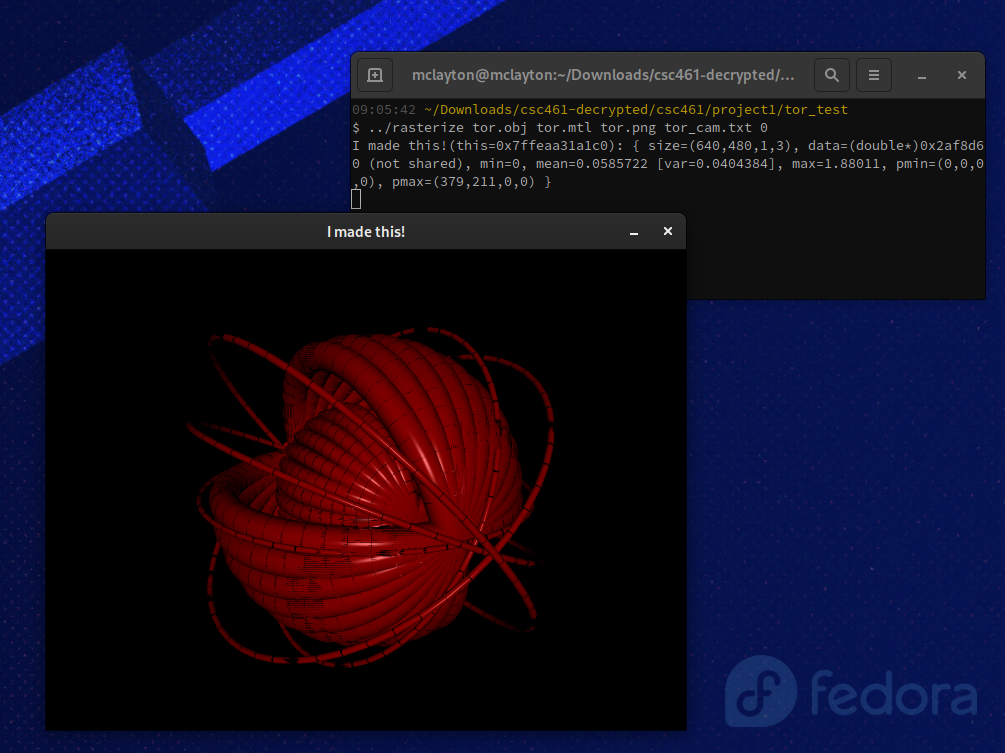 mclayton@mclayton:~/Downloads/csc461-decrypted/...
09:05:42 ~/Downloads/csc461-decrypted/csc461/project1/tor_test
$ ../rasterize tor.obj tor.mtl tor.png tor_cam.txt 0
I made this!(this=0x7ffeaa31a1c0): { size=(640,480,1,3), data=(double*)0x2af8d6
0 (not shared), min=0, mean=0.0585722 [var=0.0404384], max=1.88011, pmin=(0,0,0
,0), pmax=(379,211,0,0) }
I made this!
fedora